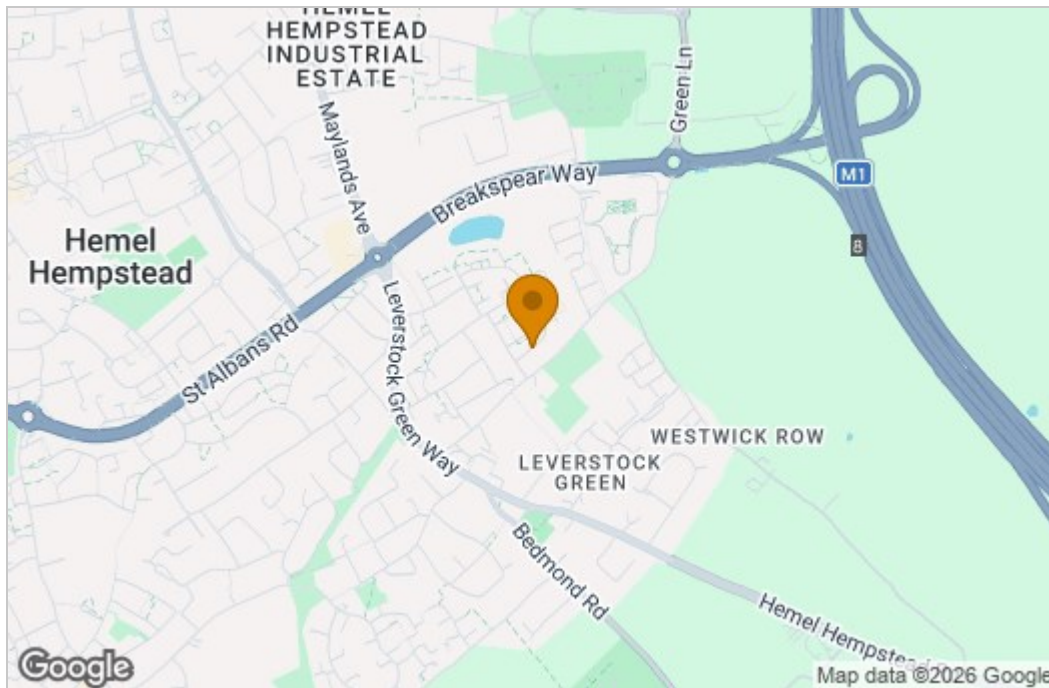 HEMEL
HEMPSTEAD
INDUSTRIAL
ESTATE
Maylands Ave
Green Ln
Breakspear Way
M1
8
Hemel
Hempstead
St Albans Rd
Leverstock Green Way
WESTWICK ROW
LEVERSTOCK
GREEN
Bedmond Rd
Hemel Hempstead
Google
Map data ©2026 Google